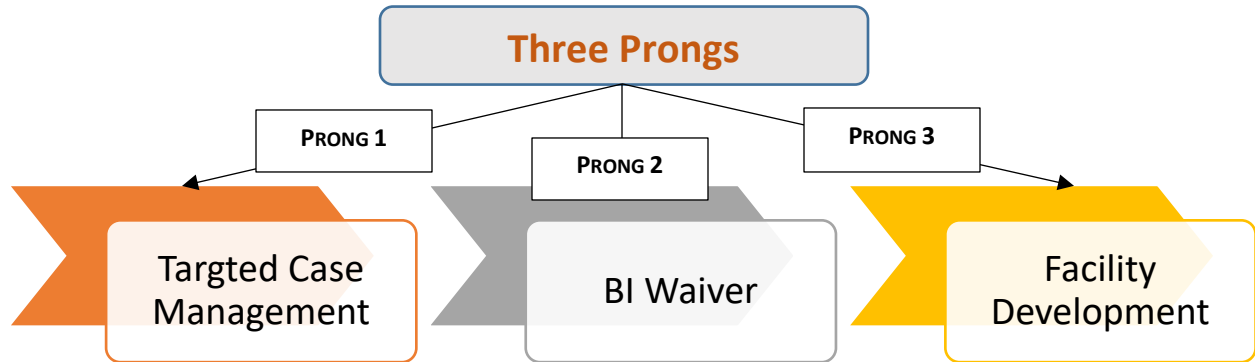 Three Prongs
PRONG 1
PRONG 2
PRONG 3
Targted Case
Management
BI Waiver
Facility
Development